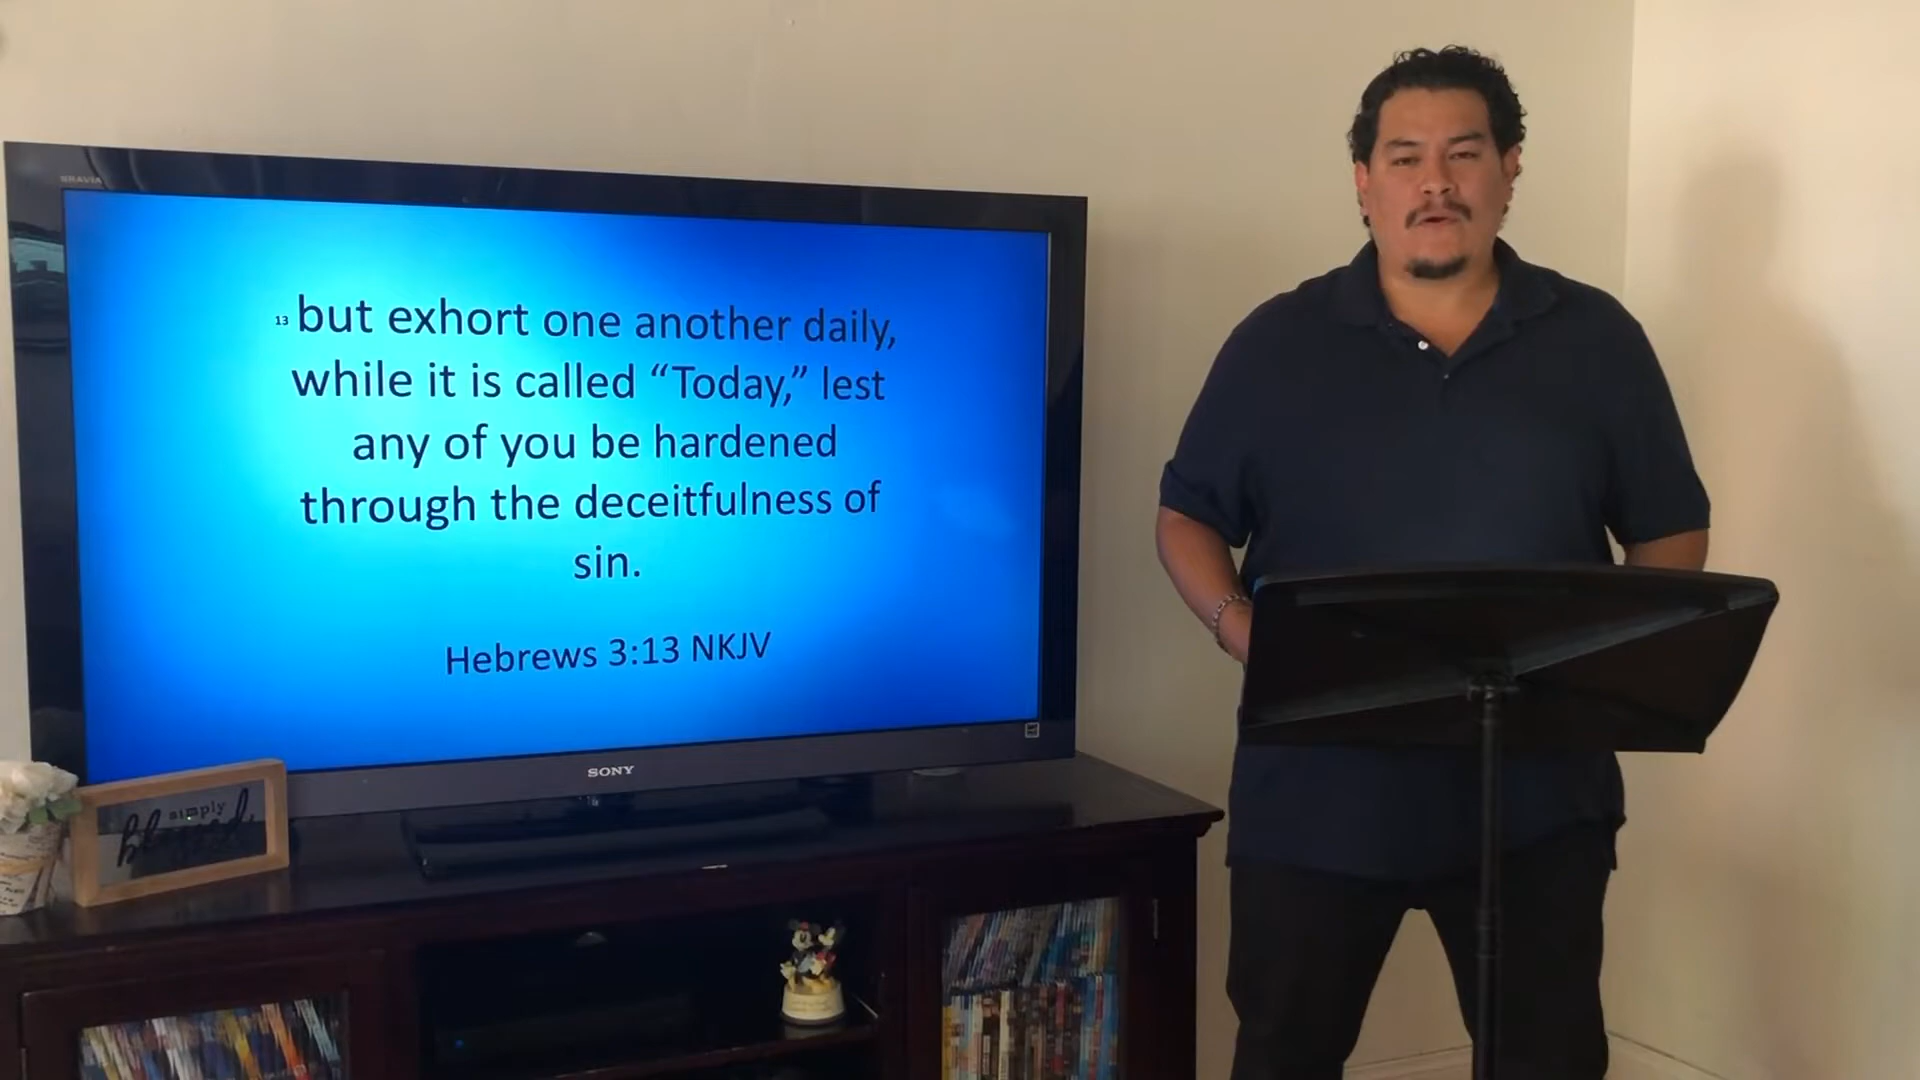 BRAVIA
13 but exhort one another daily,
while it is called “Today,” lest
any of you be hardened
through the deceitfulness of
sin.
Hebrews 3:13 NKJV
SONY
simply
blessed